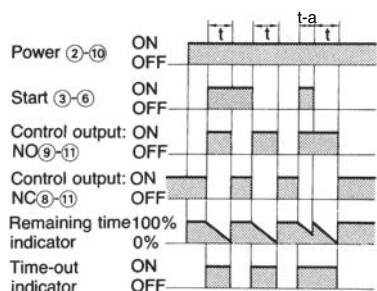 t-a
t t t
Power ②-⑩ ON
OFF
Start ③-⑥ ON
OFF
Control output: ON
NO⑨-⑪ OFF
Control output: ON
NC⑧-⑪ OFF
Remaining time 100%
indicator 0%
Time-out ON
indicator OFF